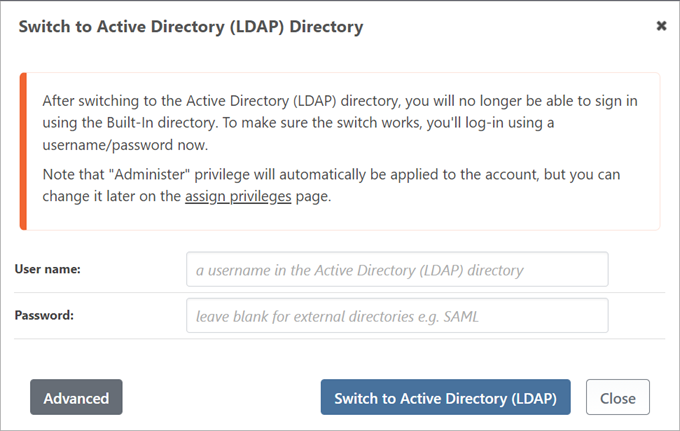 Switch to Active Directory (LDAP) Directory ✖
After switching to the Active Directory (LDAP) directory, you will no longer be able to sign in
using the Built-In directory. To make sure the switch works, you'll log-in using a
username/password now.
Note that "Administer" privilege will automatically be applied to the account, but you can
change it later on the assign privileges page.
User name: a username in the Active Directory (LDAP) directory
Password: leave blank for external directories e.g. SAML
Advanced Switch to Active Directory (LDAP) Close